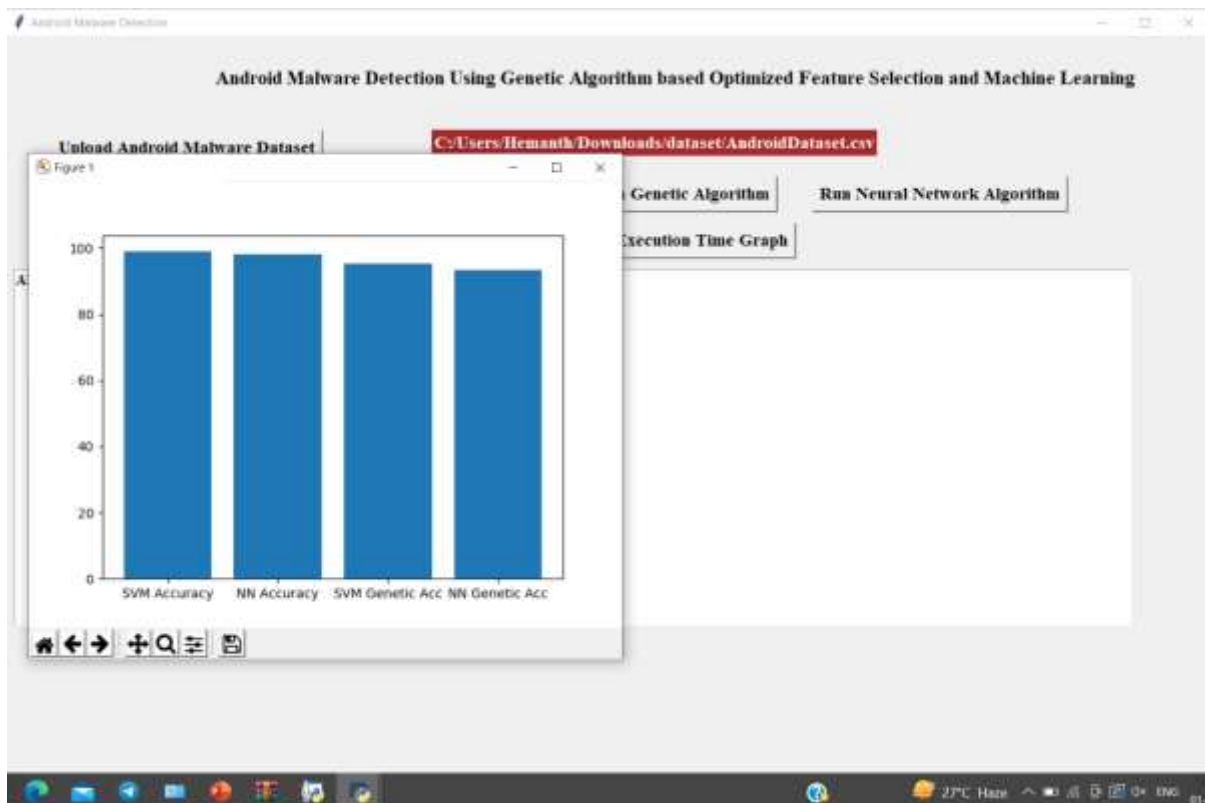 Android Malware Detection
Android Malware Detection Using Genetic Algorithm based Optimized Feature Selection and Machine Learning
Upload Android Malware Dataset
C:/Users/Hemanth/Downloads/dataset/AndroidDataset.csv
Figure 1
Genetic Algorithm
Run Neural Network Algorithm
Execution Time Graph
A
100
80
60
40
20
0
SVM Accuracy NN Accuracy SVM Genetic Acc NN Genetic Acc
27°C Haze
ENG